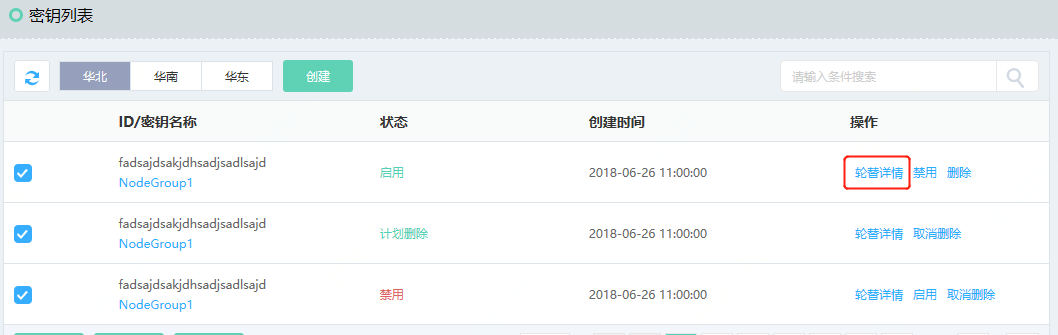 密钥列表
华北 华南 华东 创建 请输入条件搜索
ID/密钥名称 状态 创建时间 操作
fadsajdsakjdhsadjsadlsajd
NodeGroup1
启用 2018-06-26 11:00:00 轮替详情 禁用 删除
fadsajdsakjdhsadjsadlsajd
NodeGroup1
计划删除 2018-06-26 11:00:00 轮替详情 取消删除
fadsajdsakjdhsadjsadlsajd
NodeGroup1
禁用 2018-06-26 11:00:00 轮替详情 启用 取消删除